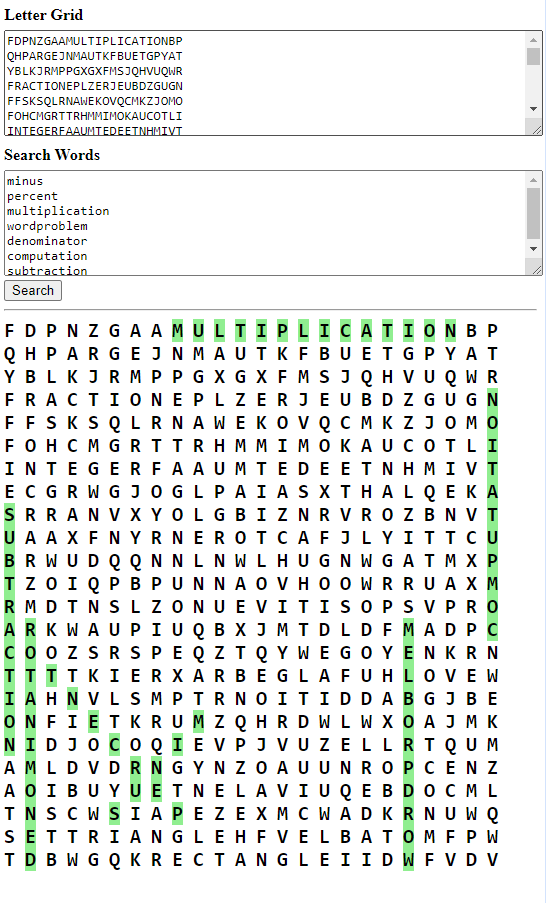 Letter Grid
FDPNZGAAMULTIPLICATIONBP
QHPARGEJNMAUTKFBUETGPYAT
YBLKJRMPPGXGXFMSJQHVUQWR
FRACTIONEPLZERJEUBDZGUGN
FFSKSQLRNAWEKOVQCMKZJOMO
FOHCMGRTTRHMMIMOKAUCOTLI
INTEGERFAAUMTEDEETNHMIVT
Search Words
minus
percent
multiplication
wordproblem
denominator
computation
subtraction
Search
F D P N Z G A A M U L T I P L I C A T I O N B P
Q H P A R G E J N M A U T K F B U E T G P Y A T
Y B L K J R M P P G X G X F M S J Q H V U Q W R
F R A C T I O N E P L Z E R J E U B D Z G U G N
F F S K S Q L R N A W E K O V Q C M K Z J O M O
F O H C M G R T T R H M M I M O K A U C O T L I
I N T E G E R F A A U M T E D E E T N H M I V T
E C G R W G J O G L P A I A S X T H A L Q E K A
S R R A N V X Y O L G B I Z N R V R O Z B N V T
U A A X F N Y R N E R O T C A F J L Y I T T C U
B R W U D Q Q N N L N W L H U G N W G A T M X P
T Z O I Q P B P U N N A O V H O O W R R U A X M
R M D T N S L Z O N U E V I T I S O P S V P R O
A R K W A U P I U Q B X J M T D L D F M A D P C
C O O Z S R S P E Q Z T Q Y W E G O Y E N K R N
T T T T K I E R X A R B E G L A F U H L O V E W
I A H N V L S M P T R N O I T I D D A B G J B E
O N F I E T K R U M Z Q H R D W L W X O A J M K
N I D J O C O Q I E V P J V U Z E L L R T Q U M
A M L D V D R N G Y N Z O A U U N R O P C E N Z
A O I B U Y U E T N E L A V I U Q E B D O C M L
T N S C W S I A P E Z E X M C W A D K R N U W Q
S E T T R I A N G L E H F V E L B A T O M F P W
T D B W G Q K R E C T A N G L E I I D W F V D V